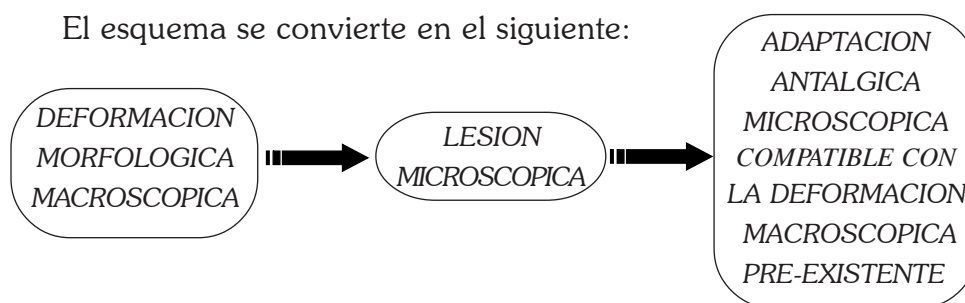 El esquema se convierte en el siguiente:
DEFORMACION
MORFOLOGICA
MACROSCOPICA
LESION
MICROSCOPICA
ADAPTACION
ANTALGICA
MICROSCOPICA
COMPATIBLE CON
LA DEFORMACION
MACROSCOPICA
PRE-EXISTENTE